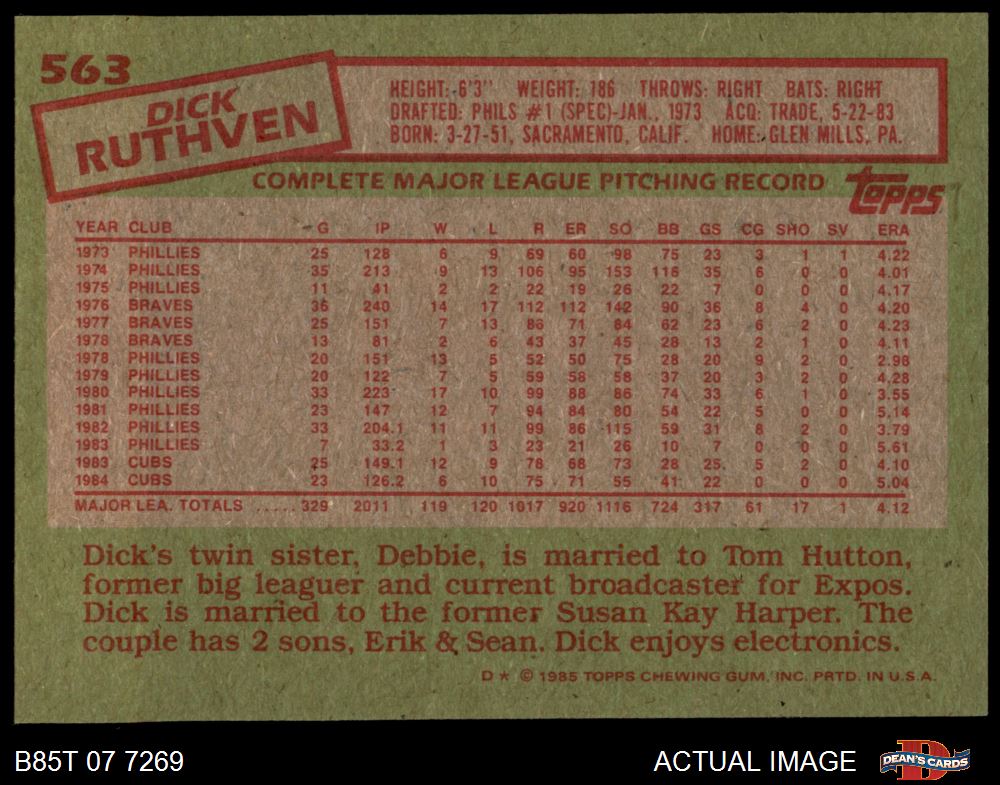 563
DICK
RUTHVEN
HEIGHT: 6'3" WEIGHT: 186 THROWS: RIGHT BATS: RIGHT
DRAFTED: PHILS #1 (SPEC)-JAN., 1973 ACQ: TRADE, 5-22-83
BORN: 3-27-51, SACRAMENTO, CALIF. HOME: GLEN MILLS, PA.
COMPLETE MAJOR LEAGUE PITCHING RECORD topps
YEAR CLUB G IP W L R ER SO BB GS CG SHO SV ERA
1973 PHILLIES 25 128 6 9 69 60 98 75 23 3 1 1 4.22
1974 PHILLIES 35 213 9 13 106 95 153 116 35 6 0 0 4.01
1975 PHILLIES 11 41 2 2 22 19 26 22 7 0 0 0 4.17
1976 BRAVES 36 240 14 17 112 112 142 90 36 8 4 0 4.20
1977 BRAVES 25 151 7 13 86 71 84 62 23 6 2 0 4.23
1978 BRAVES 13 81 2 6 43 37 45 28 13 2 1 0 4.11
1978 PHILLIES 20 151 13 5 52 50 75 28 20 9 2 0 2.98
1979 PHILLIES 20 122 7 5 59 58 58 37 20 3 2 0 4.28
1980 PHILLIES 33 223 17 10 99 88 86 74 33 6 1 0 3.55
1981 PHILLIES 23 147 12 7 94 84 80 54 22 5 0 0 5.14
1982 PHILLIES 33 204.1 11 11 99 86 115 59 31 8 2 0 3.79
1983 PHILLIES 7 33.2 1 3 23 21 26 10 7 0 0 0 5.61
1983 CUBS 25 149.1 12 9 78 68 73 28 25 5 2 0 4.10
1984 CUBS 23 126.2 6 10 75 71 55 41 22 0 0 0 5.04
MAJOR LEA. TOTALS ..... 329 2011 119 120 1017 920 1116 724 317 61 17 1 4.12
Dick's twin sister, Debbie, is married to Tom Hutton,
former big leaguer and current broadcaster for Expos.
Dick is married to the former Susan Kay Harper. The
couple has 2 sons, Erik & Sean. Dick enjoys electronics.
D* © 1985 TOPPS CHEWING GUM, INC. PRTD. IN U.S.A.
B85T 07 7269 ACTUAL IMAGE DEAN'S CARDS